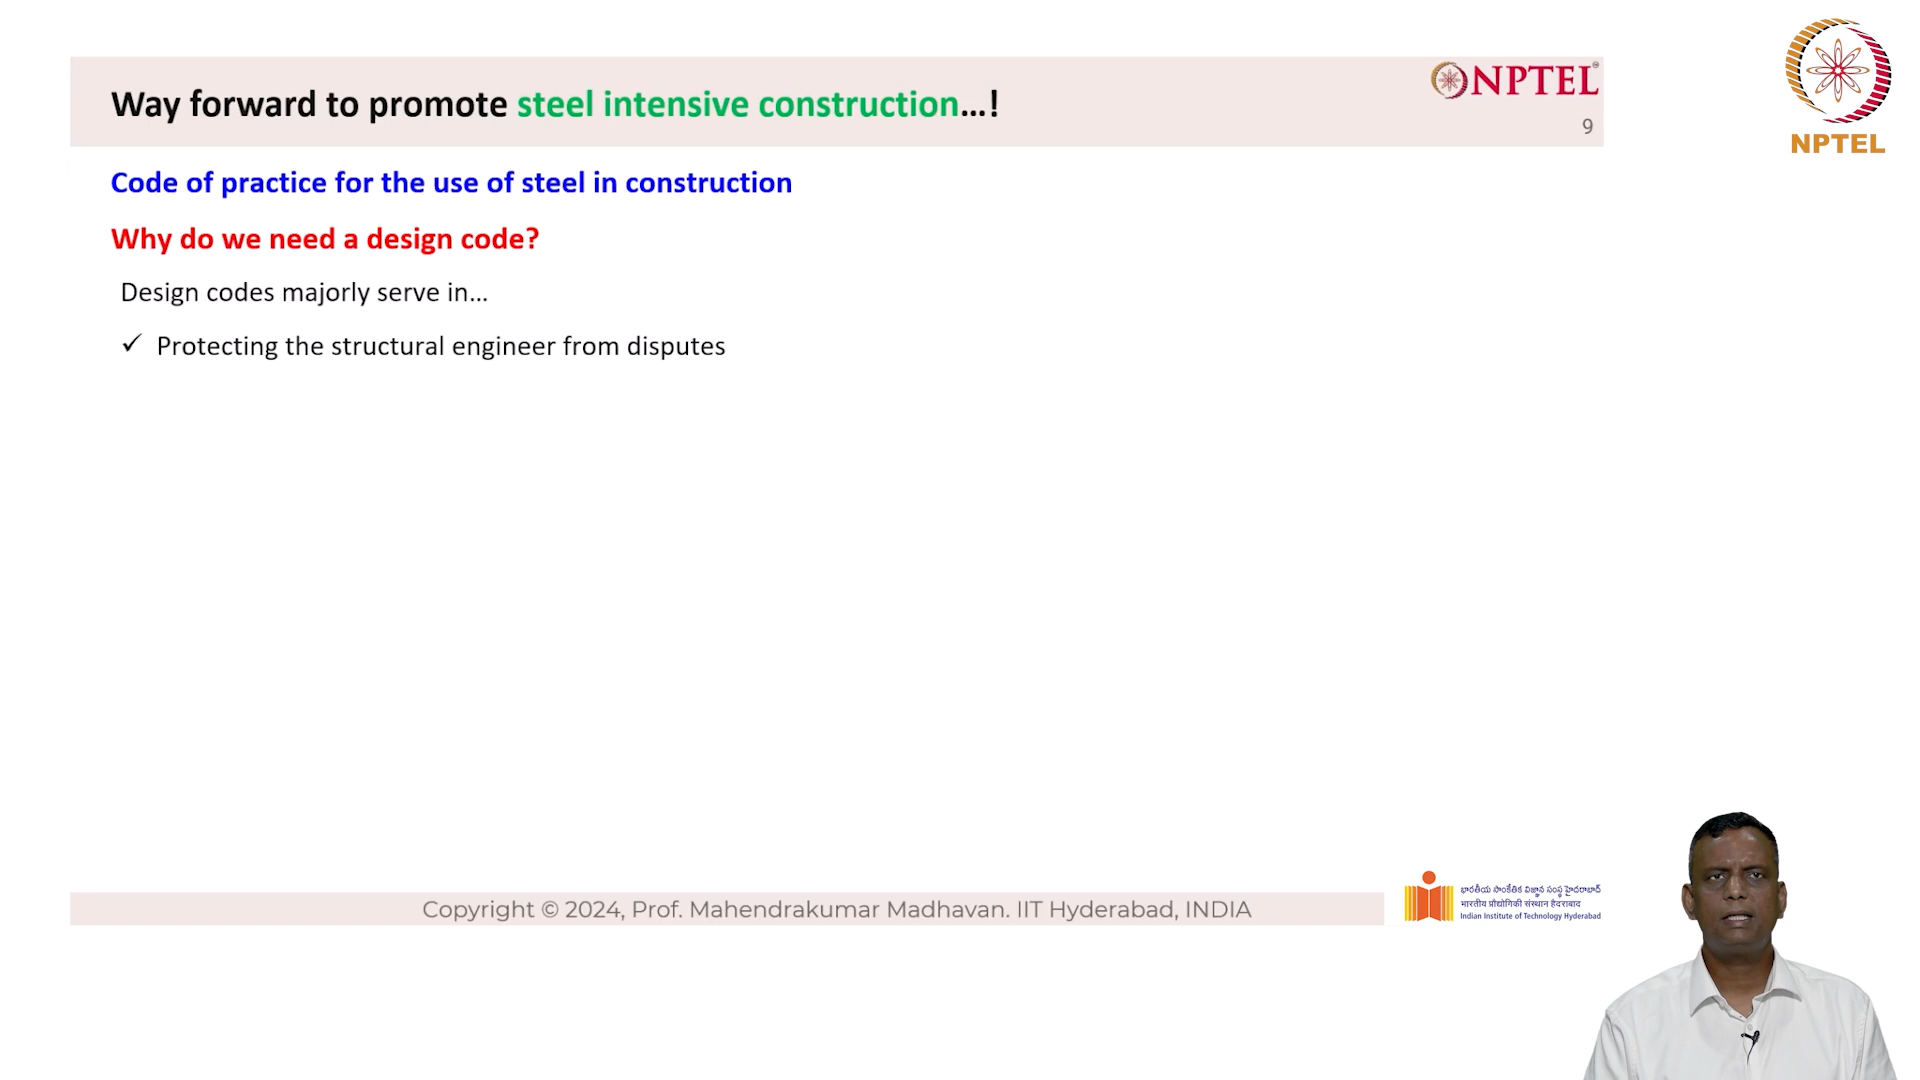 Way forward to promote steel intensive construction...!
NPTEL
9
NPTEL
Code of practice for the use of steel in construction
Why do we need a design code?
Design codes majorly serve in...
✓ Protecting the structural engineer from disputes
Copyright © 2024, Prof. Mahendrakumar Madhavan. IIT Hyderabad, INDIA
భారతీయ సాంకేతిక విజ్ఞాన సంస్థ హైదరాబాద్
भारतीय प्रौद्योगिकी संस्थान हैदराबाद
Indian Institute of Technology Hyderabad